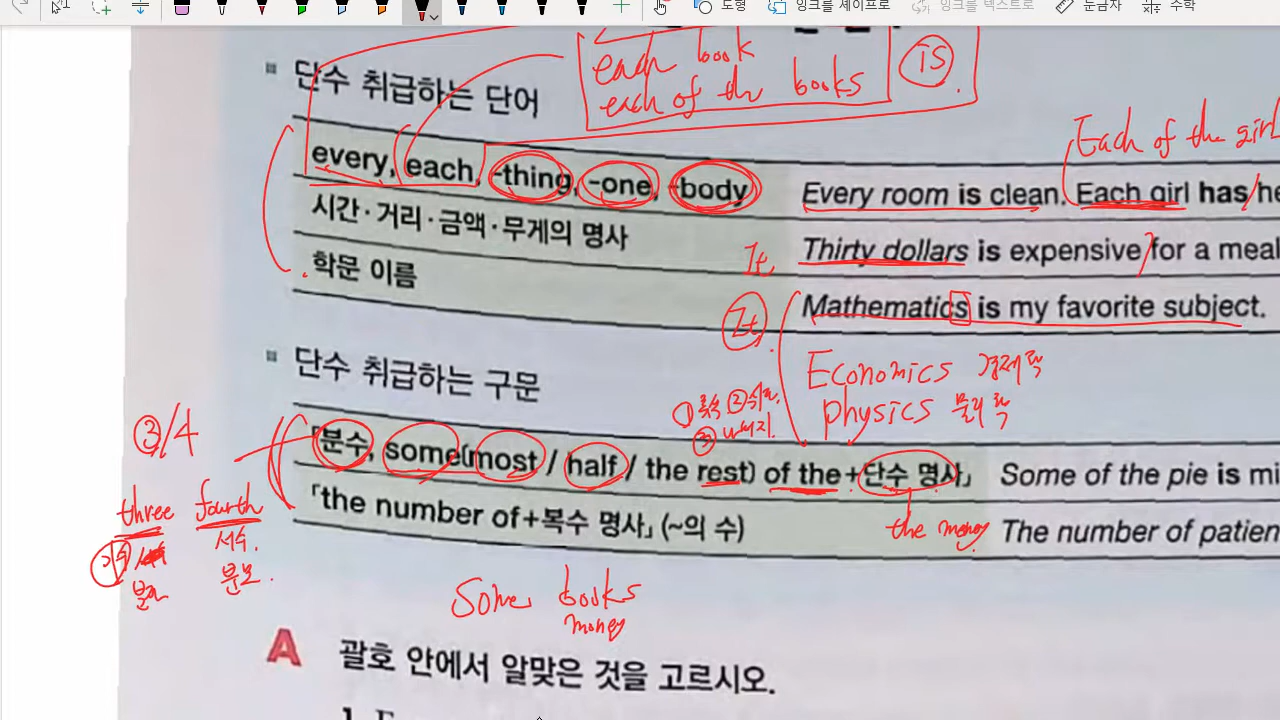 도형 잉크를 셰이프로 잉크를 텍스트로 눈금자 수학
each book
each of the books
is
단수 취급하는 단어
Each of the girl
every, each, -thing, -one, -body Every room is clean. Each girl has he
시간·거리·금액·무게의 명사 It Thirty dollars is expensive for a meal
학문 이름 It Mathematics is my favorite subject.
Economics 경제학
physics 물리학
단수 취급하는 구문
3/4
「분수, some(most / half / the rest) of the+단수 명사」 Some of the pie is mi
three fourth
the money
「the number of+복수 명사」 (~의 수) The number of patien
서수.
분모.
Some books
money
A 괄호 안에서 알맞은 것을 고르시오.